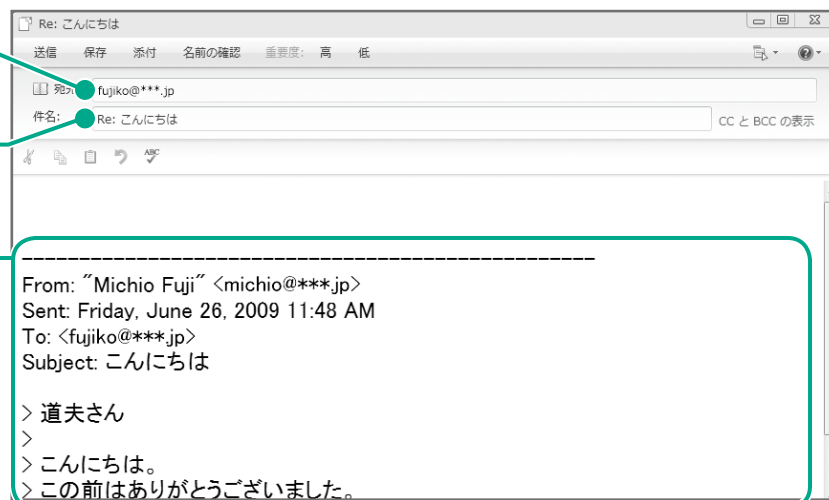 Re: こんにちは
送信 保存 添付 名前の確認 重要度: 高 低
fujiko@***.jp
件名: Re: こんにちは CC と BCC の表示
ABC
--------------------------------------------------
From: "Michio Fuji" <michio@***.jp>
Sent: Friday, June 26, 2009 11:48 AM
To: <fujiko@***.jp>
Subject: こんにちは
> 道夫さん
>
> こんにちは。
> この前はありがとうございました。